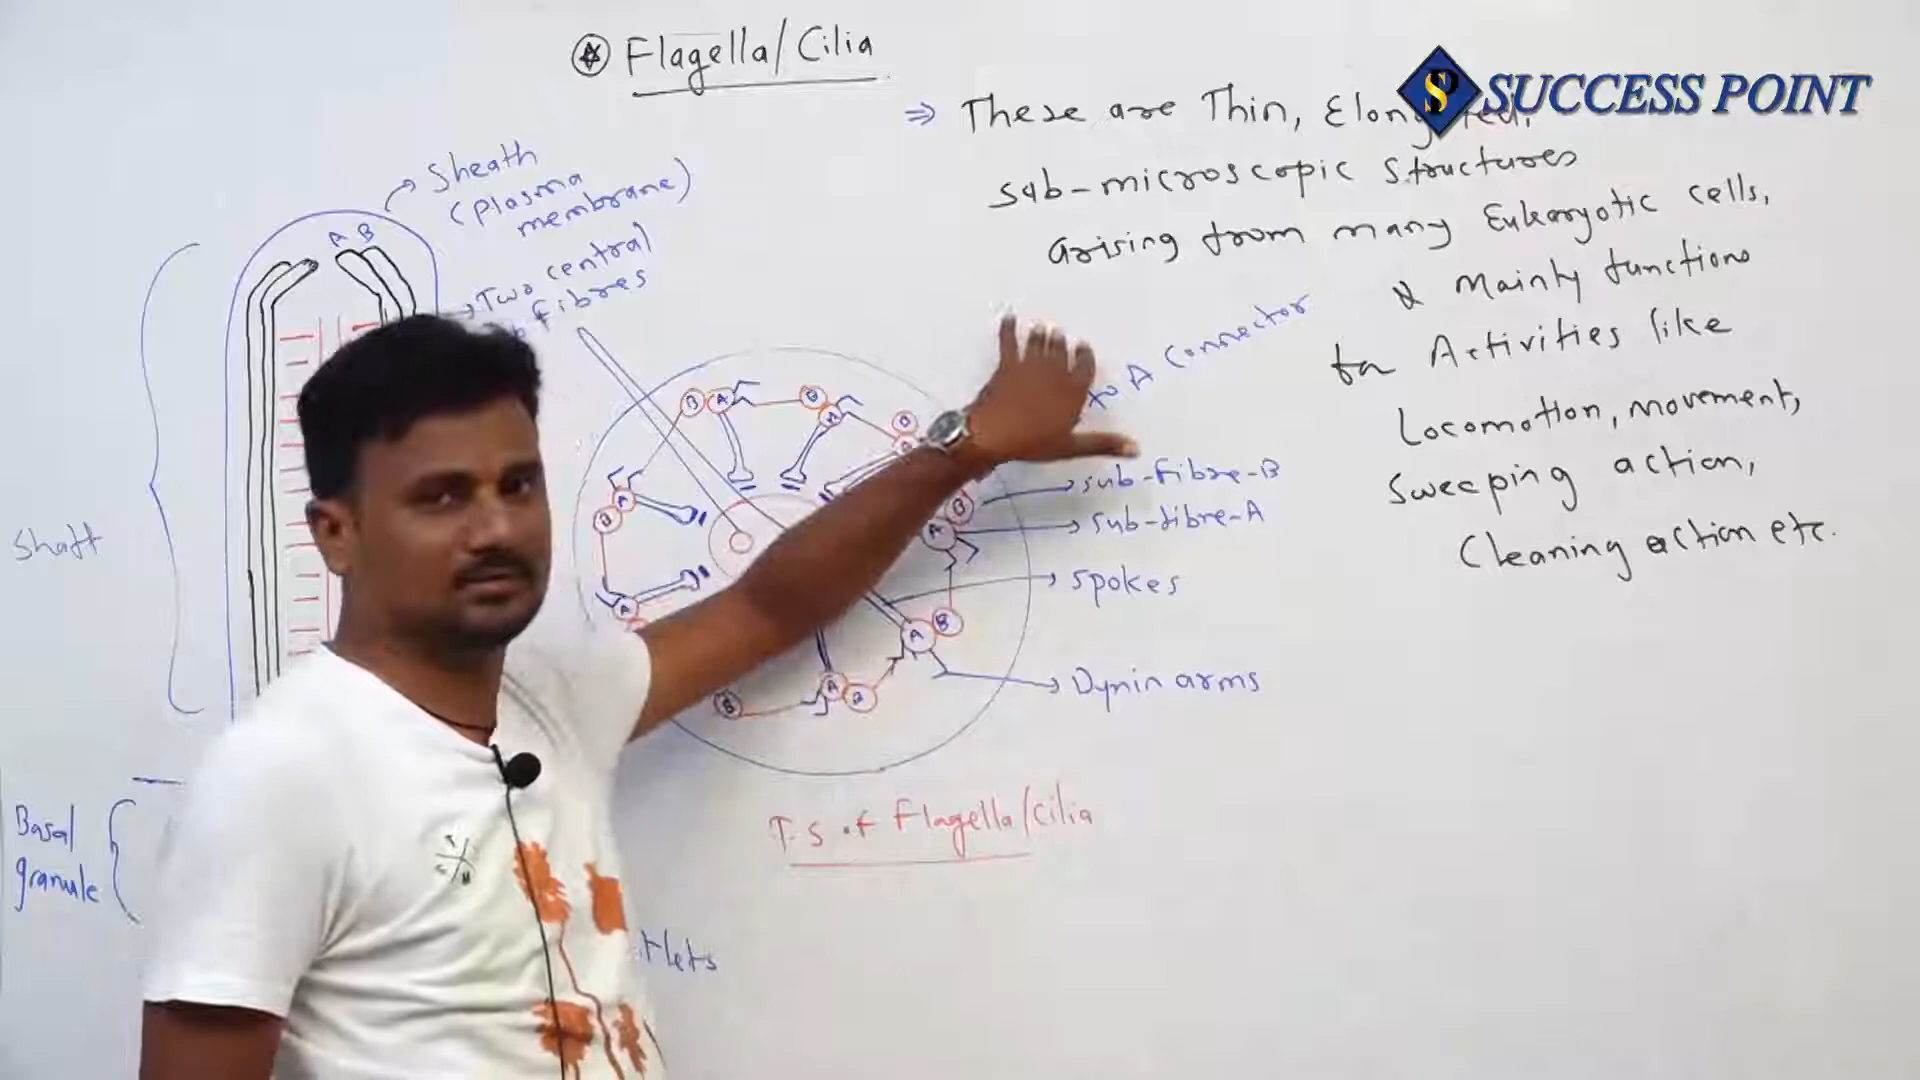 Flagella/Cilia
SUCCESS POINT
⇒ These are Thin,
Sub-microscopic Structures
arising from many Eukaryotic cells,
& Mainly functions
for Activities like
Locomotion, movement,
Sweeping action,
Cleaning action etc.
Sheath
(Plasma
membrane)
A B
Two central
fibres
Shaft
Basal
granule
to A Connector
B A
B A
B
A
B
A
B
A
A
B
A
B
A B
B
Sub-Fibre-B
Sub-fibre-A
Spokes
Dynin arms
T.S of Flagella/Cilia